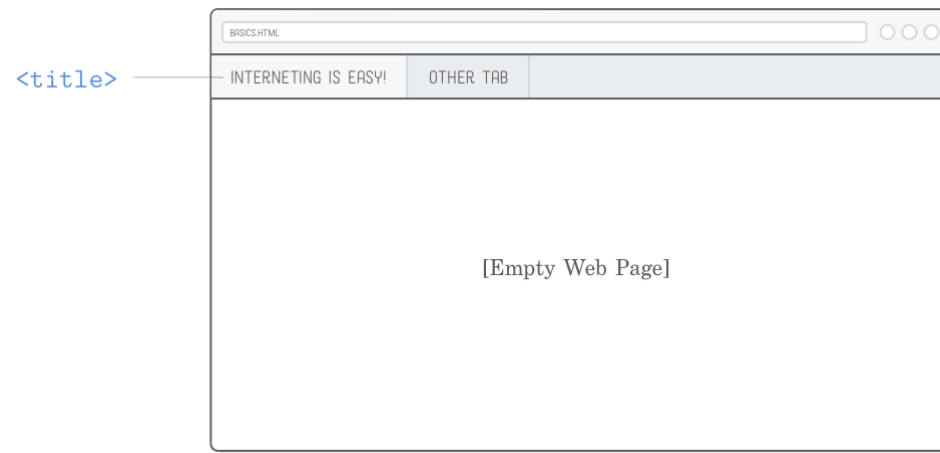 BASICS.HTML
<title>
INTERNETING IS EASY!
OTHER TAB
[Empty Web Page]